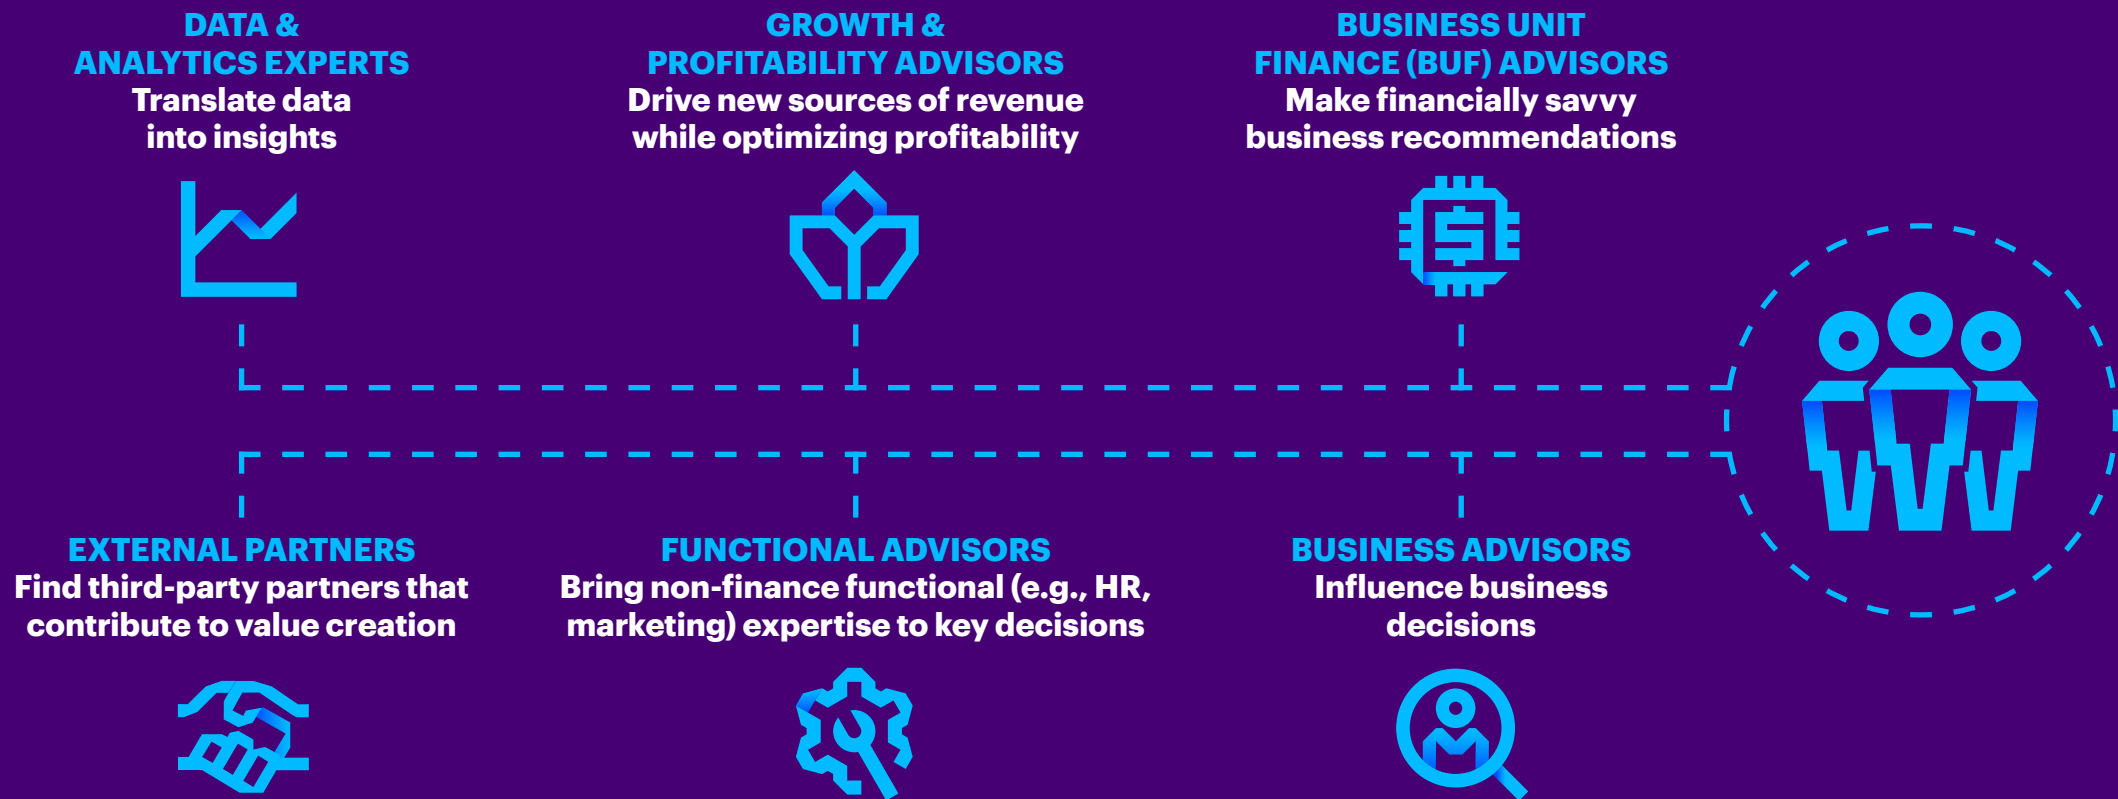 DATA &
ANALYTICS EXPERTS
Translate data
into insights
GROWTH &
PROFITABILITY ADVISORS
Drive new sources of revenue
while optimizing profitability
BUSINESS UNIT
FINANCE (BUF) ADVISORS
Make financially savvy
business recommendations
EXTERNAL PARTNERS
Find third-party partners that
contribute to value creation
FUNCTIONAL ADVISORS
Bring non-finance functional (e.g., HR,
marketing) expertise to key decisions
BUSINESS ADVISORS
Influence business
decisions